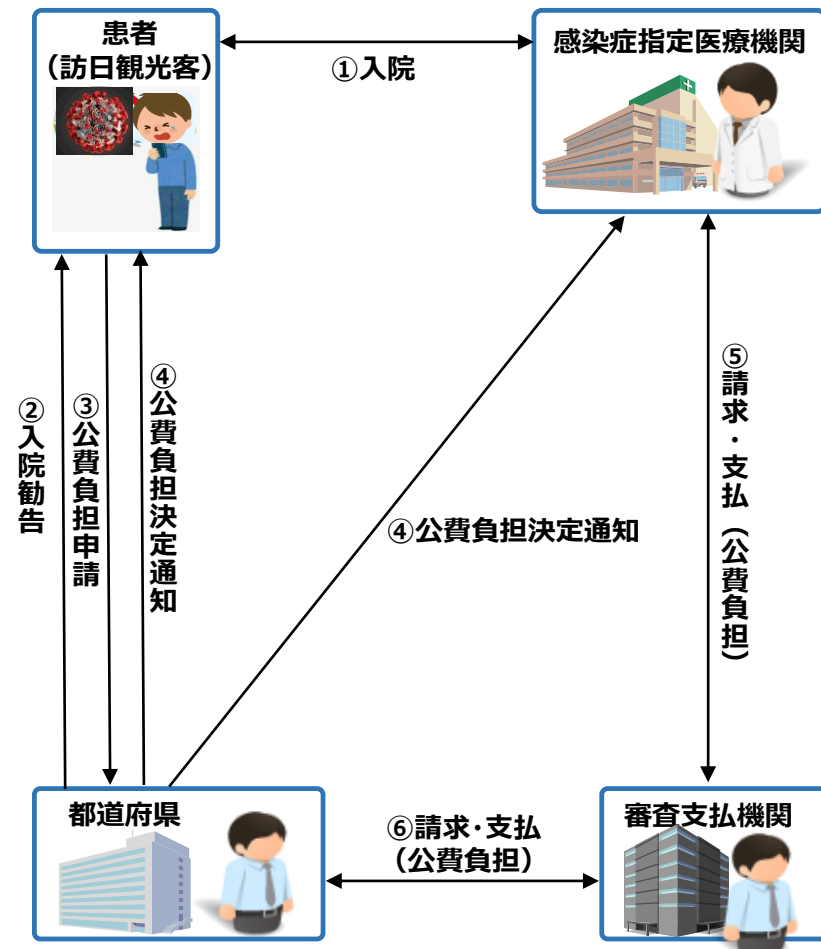 患者
（訪日観光客）
①入院
感染症指定医療機関
②入院勧告
③公費負担申請
④公費負担決定通知
④公費負担決定通知
⑤請求・支払（公費負担）
都道府県
⑥請求・支払
（公費負担）
審査支払機関